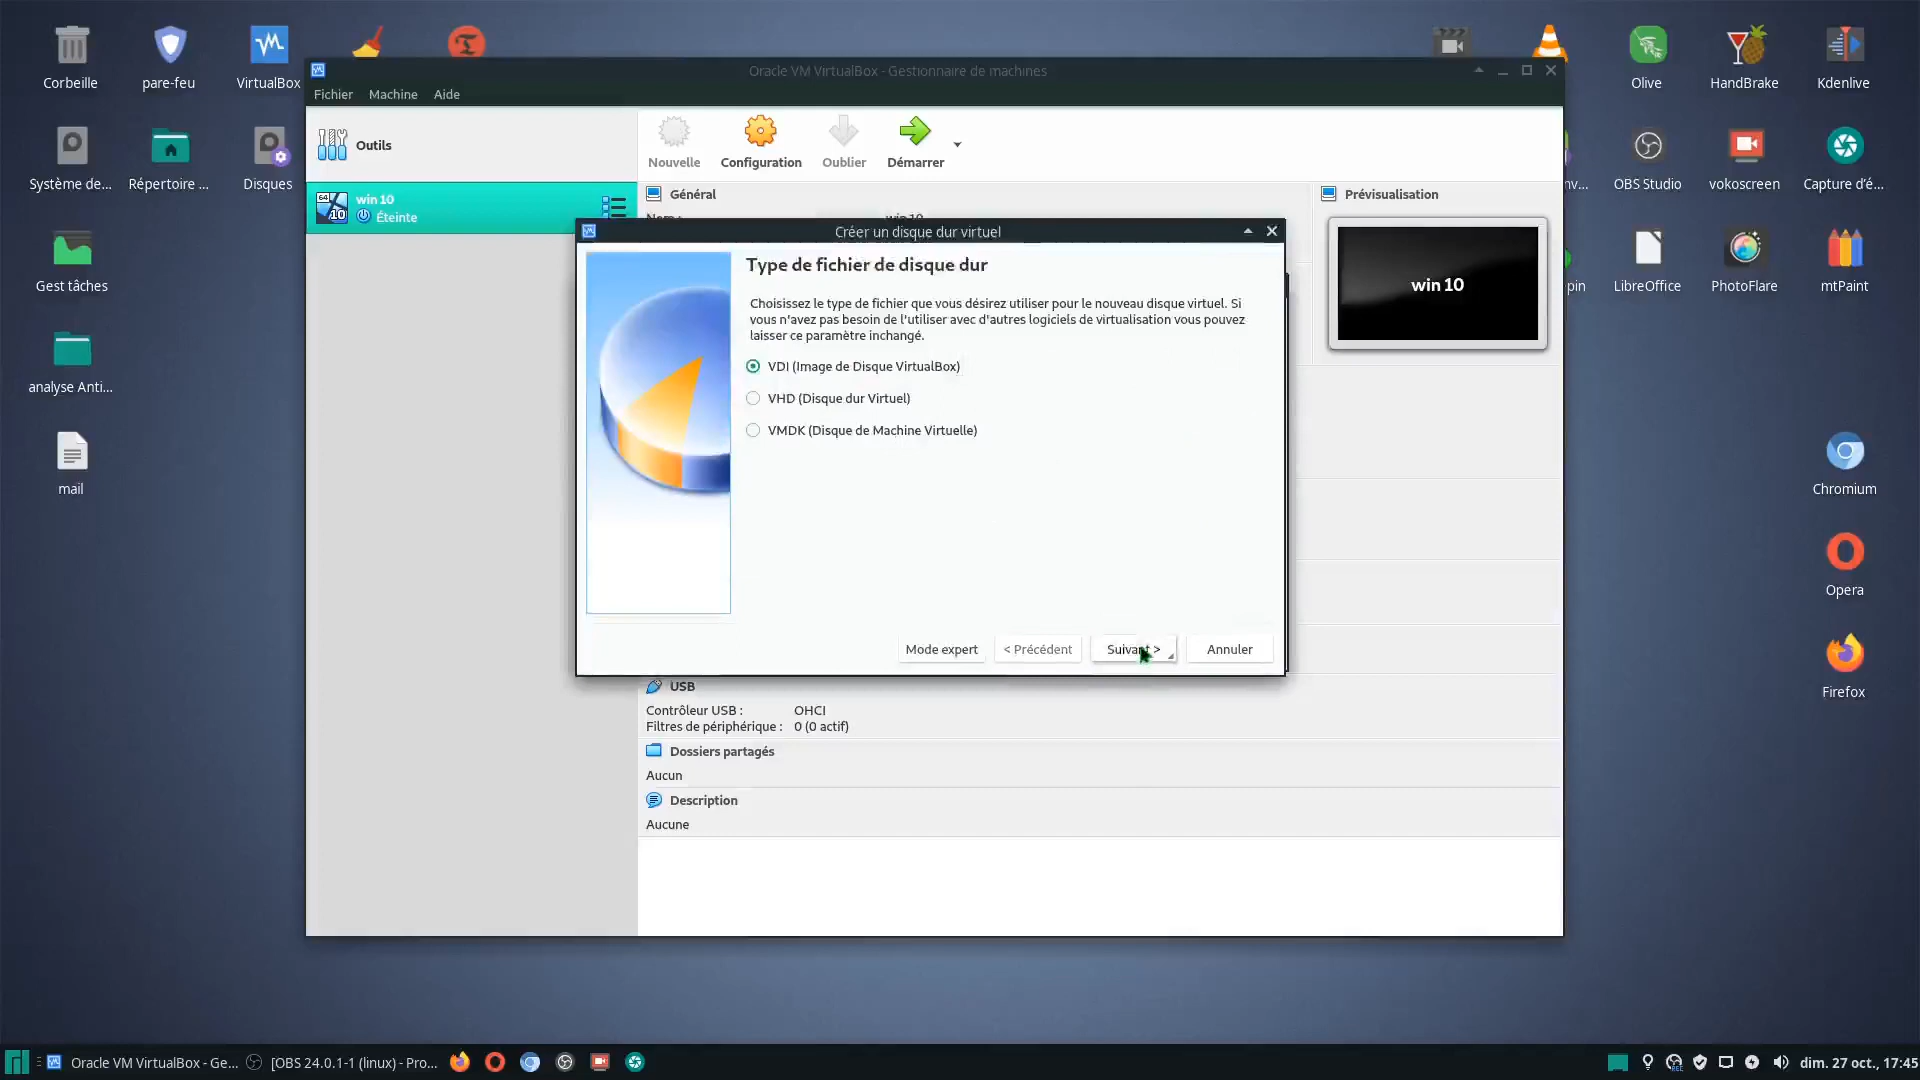 Corbeille
pare-feu
VirtualBox
Olive
HandBrake
Kdenlive
Système de...
Répertoire ...
Disques
OBS Studio
vokoscreen
Capture d'é...
Gest tâches
LibreOffice
PhotoFlare
mtPaint
analyse Anti...
mail
Chromium
Opera
Firefox
Oracle VM VirtualBox - Gestionnaire de machines
Fichier Machine Aide
Outils
Nouvelle Configuration Oublier Démarrer
64
10
win 10
Éteinte
Général
Prévisualisation
win 10
Créer un disque dur virtuel
Type de fichier de disque dur
Choisissez le type de fichier que vous désirez utiliser pour le nouveau disque virtuel. Si
vous n'avez pas besoin de l'utiliser avec d'autres logiciels de virtualisation vous pouvez
laisser ce paramètre inchangé.
VDI (Image de Disque VirtualBox)
VHD (Disque dur Virtuel)
VMDK (Disque de Machine Virtuelle)
Mode expert
< Précédent
Suivant >
Annuler
USB
Contrôleur USB : OHCI
Filtres de périphérique : 0 (0 actif)
Dossiers partagés
Aucun
Description
Aucune
Oracle VM VirtualBox - Ge...
[OBS 24.0.1-1 (linux) - Pro...
dim. 27 oct., 17:45